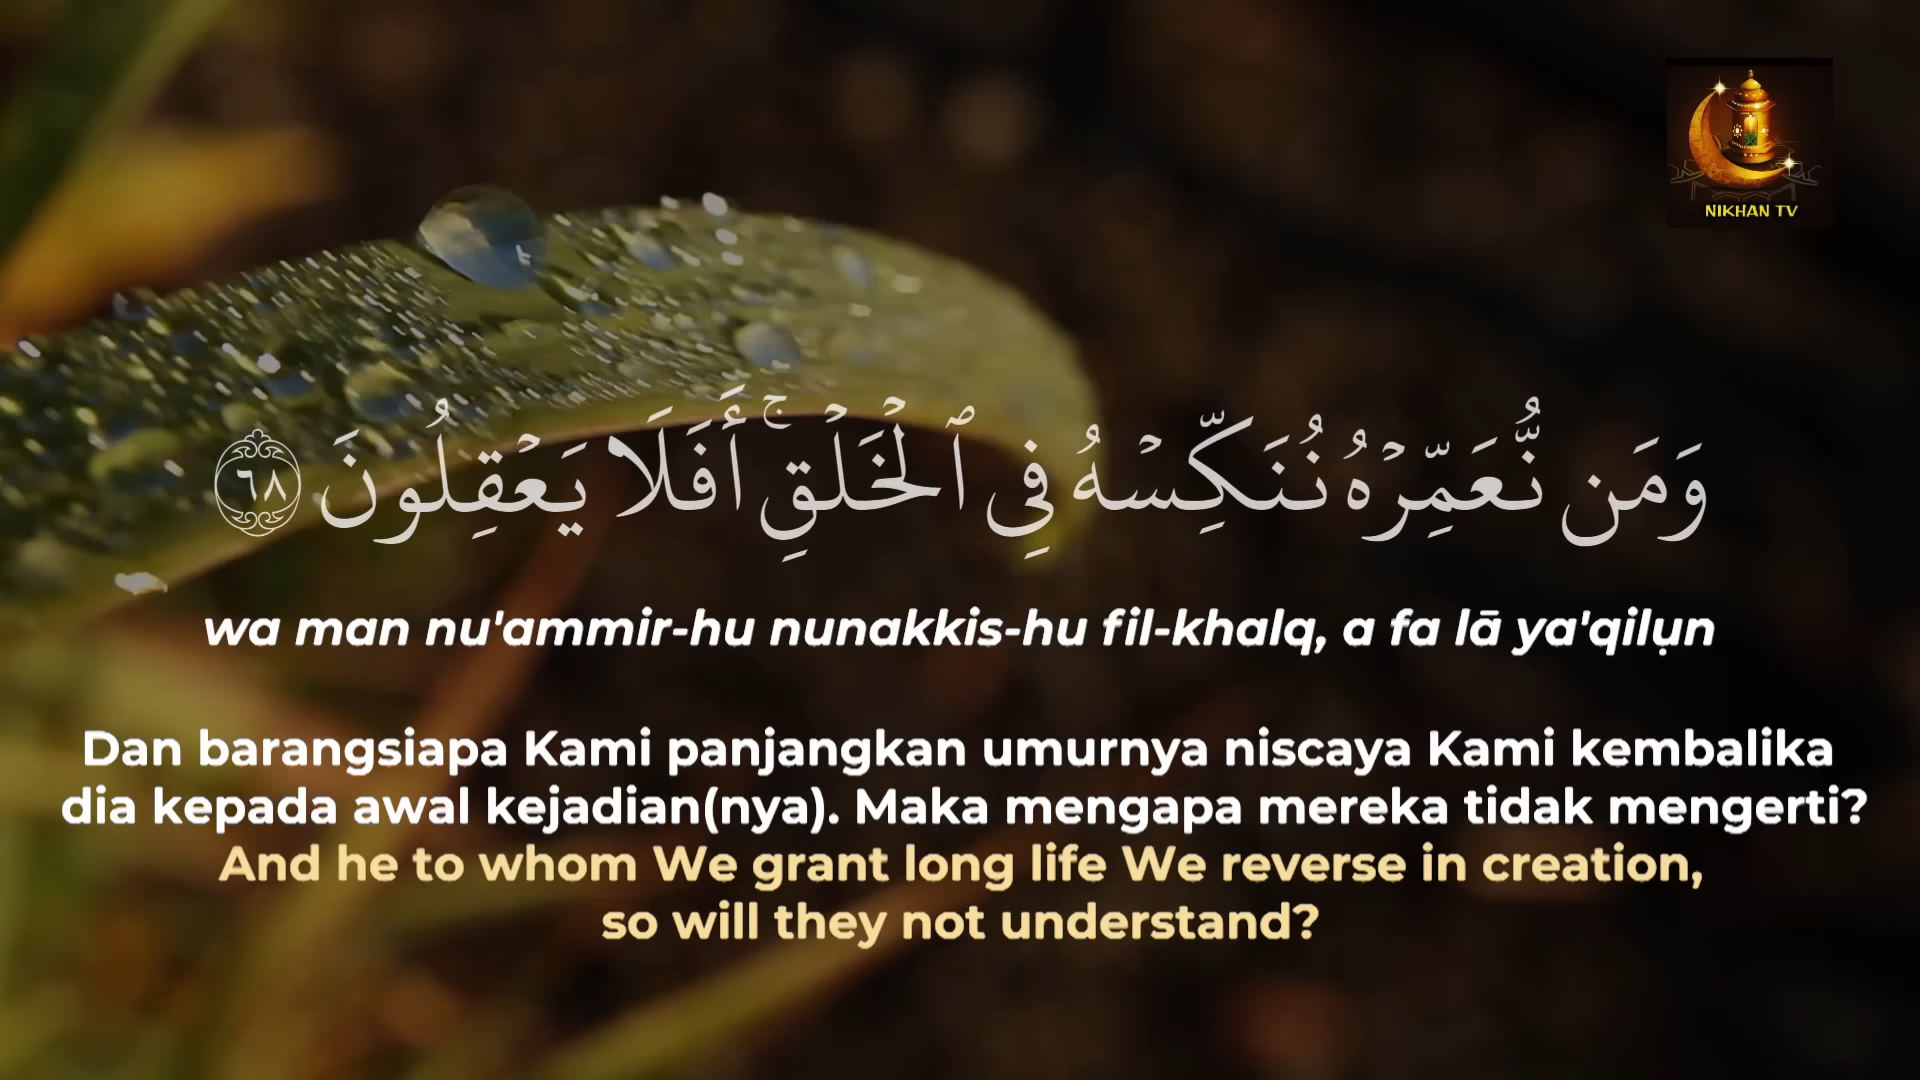 NIKHAN TV
وَمَن نُّعَمِّرۡهُ نُنَكِّسۡهُ فِى ٱلۡخَلۡقِۚ أَفَلَا يَعۡقِلُونَ ٦٨
wa man nu'ammir-hu nunakkis-hu fil-khalq, a fa lā ya'qilụn
Dan barangsiapa Kami panjangkan umurnya niscaya Kami kembalika
dia kepada awal kejadian(nya). Maka mengapa mereka tidak mengerti?
And he to whom We grant long life We reverse in creation,
so will they not understand?